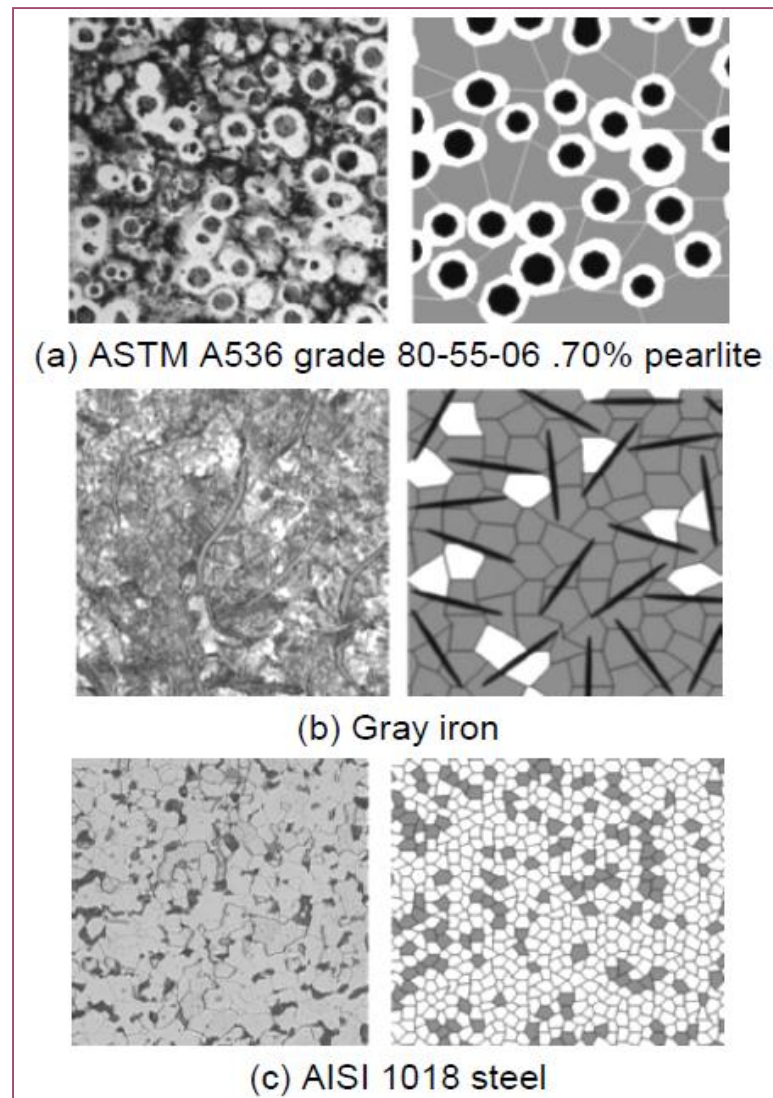 (a) ASTM A536 grade 80-55-06 .70% pearlite
(b) Gray iron
(c) AISI 1018 steel